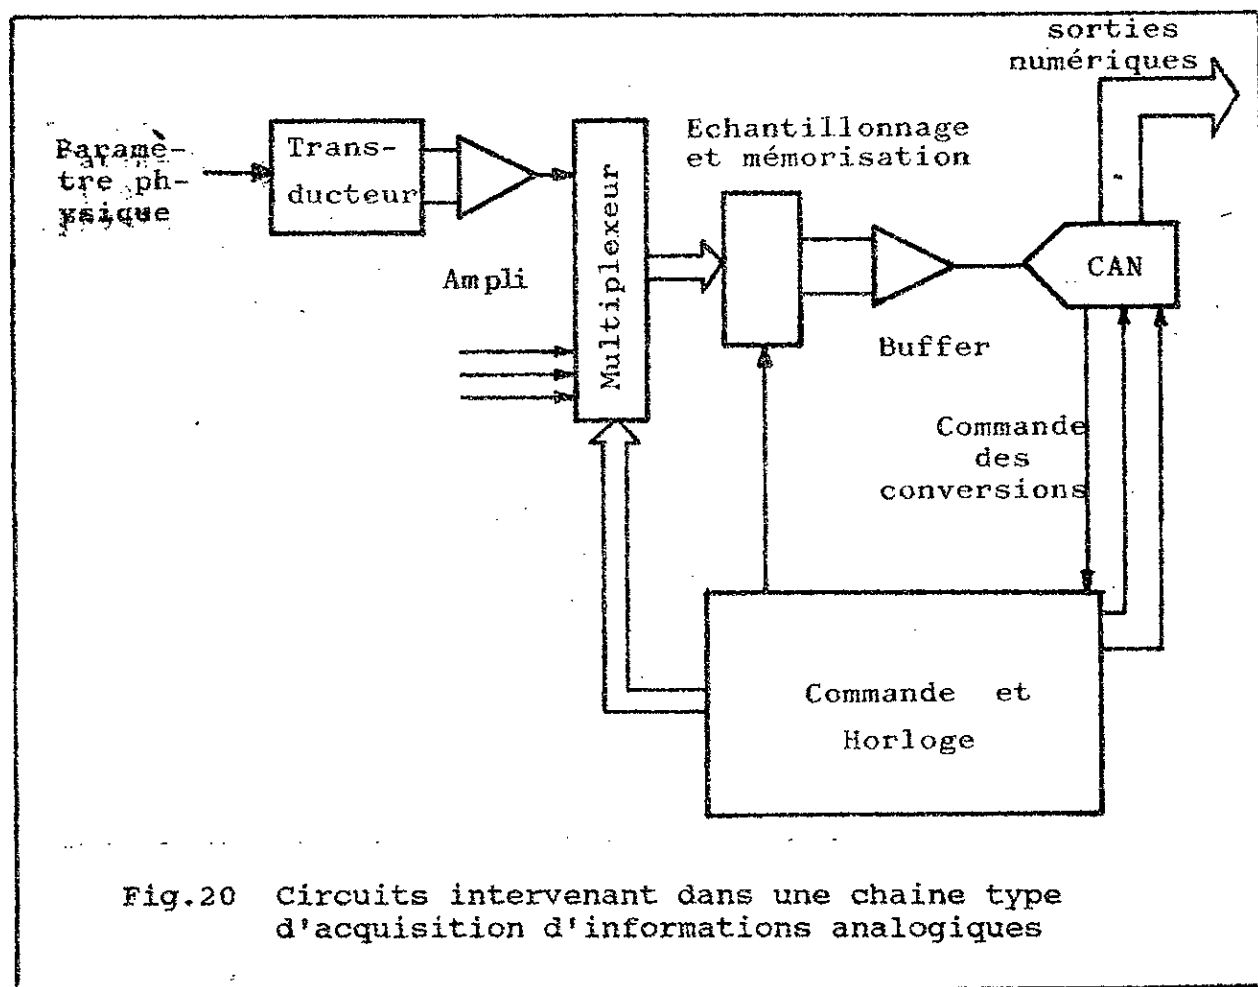 sorties
numériques
Paramè-
tre ph-
ysique
Trans-
ducteur
Ampli
Multiplexeur
Echantillonnage
et mémorisation
Buffer
CAN
Commande
des
conversions
Commande et
Horloge
Fig.20 Circuits intervenant dans une chaine type
d'acquisition d'informations analogiques